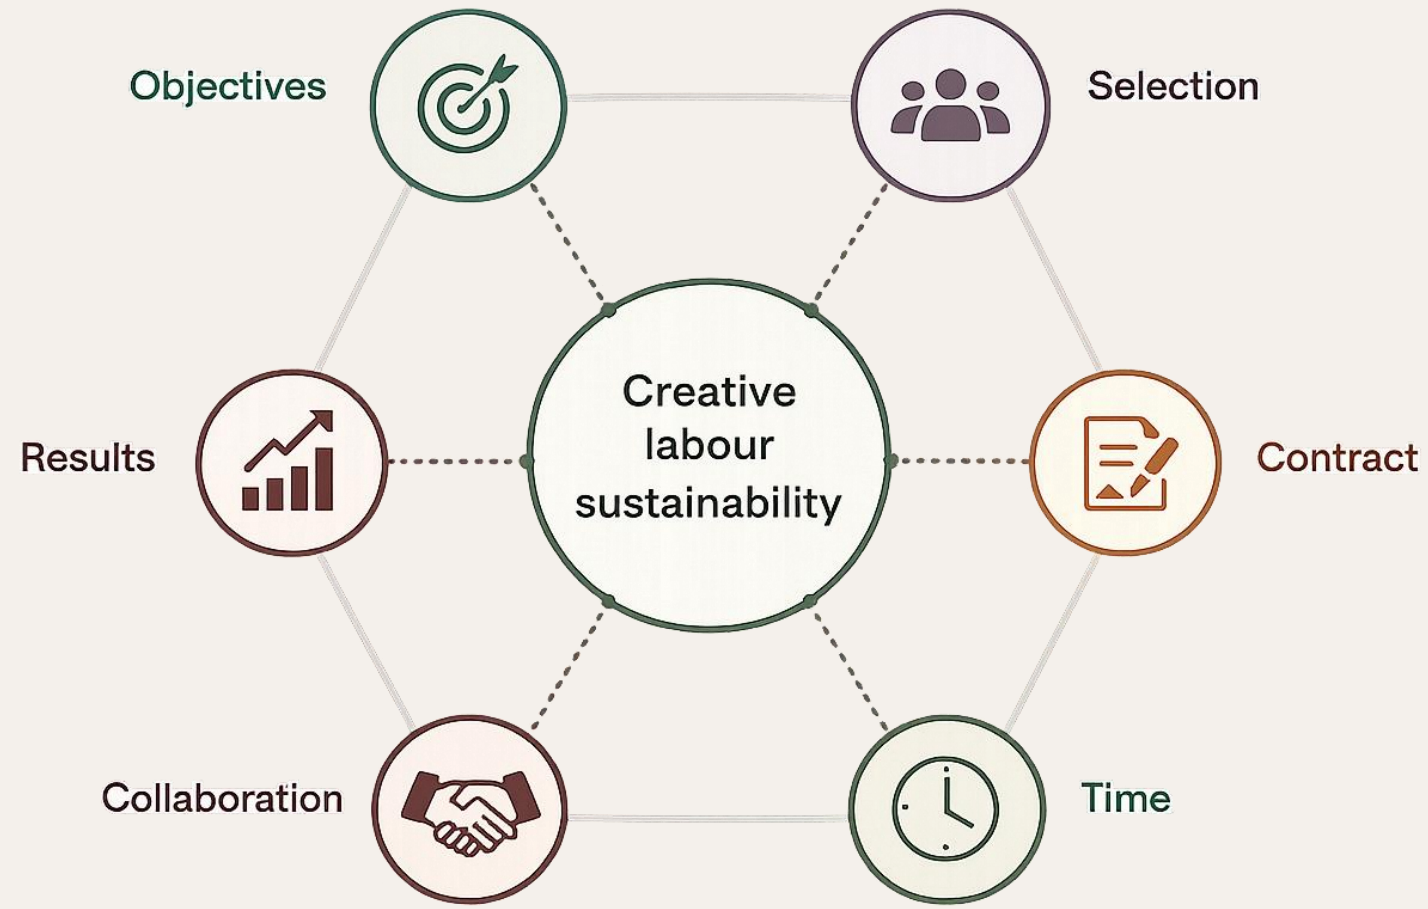 Objectives
Selection
Creative
labour
sustainability
Results
Contract
Collaboration
Time